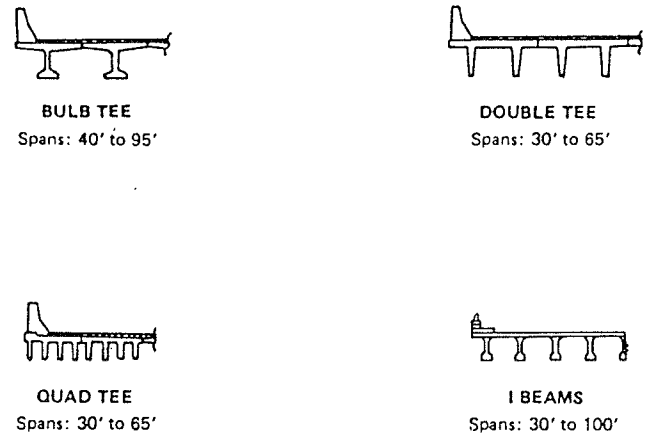 BULB TEE
Spans: 40' to 95'
DOUBLE TEE
Spans: 30' to 65'
QUAD TEE
Spans: 30' to 65'
I BEAMS
Spans: 30' to 100'